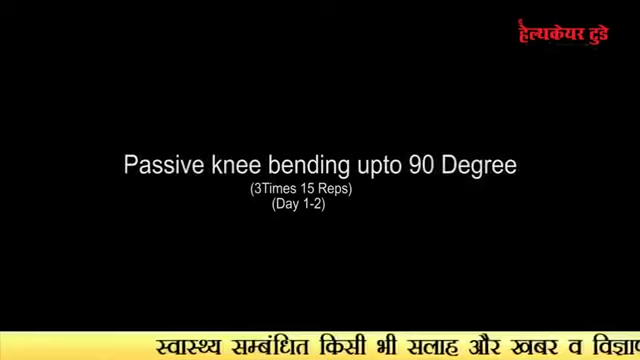 हैल्थकेयर टुडे
Passive knee bending upto 90 Degree
(3Times 15 Reps)
(Day 1-2)
स्वास्थ्य सम्बंधित किसी भी सलाह और खबर व विज्ञाप